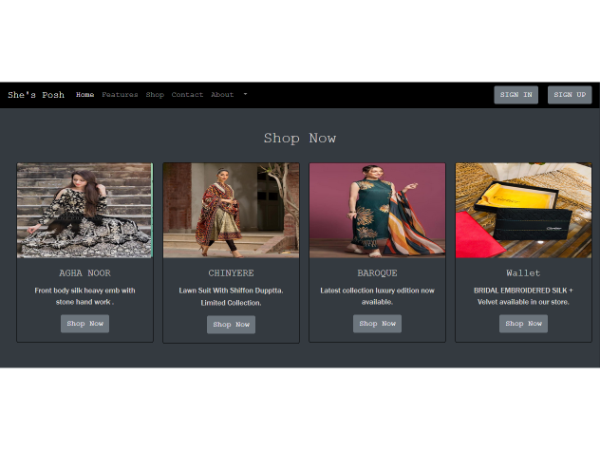 She's Posh Home Features Shop Contact About SIGN IN SIGN UP
Shop Now
AGHA NOOR
Front body silk heavy emb with
stone hand work .
Shop Now
CHINYERE
Lawn Suit With Shiffon Dupptta.
Limited Collection.
Shop Now
BAROQUE
Latest collection luxury edition now
available.
Shop Now
Wallet
BRIDAL EMBROIDERED SILK +
Velvet available in our store.
Shop Now